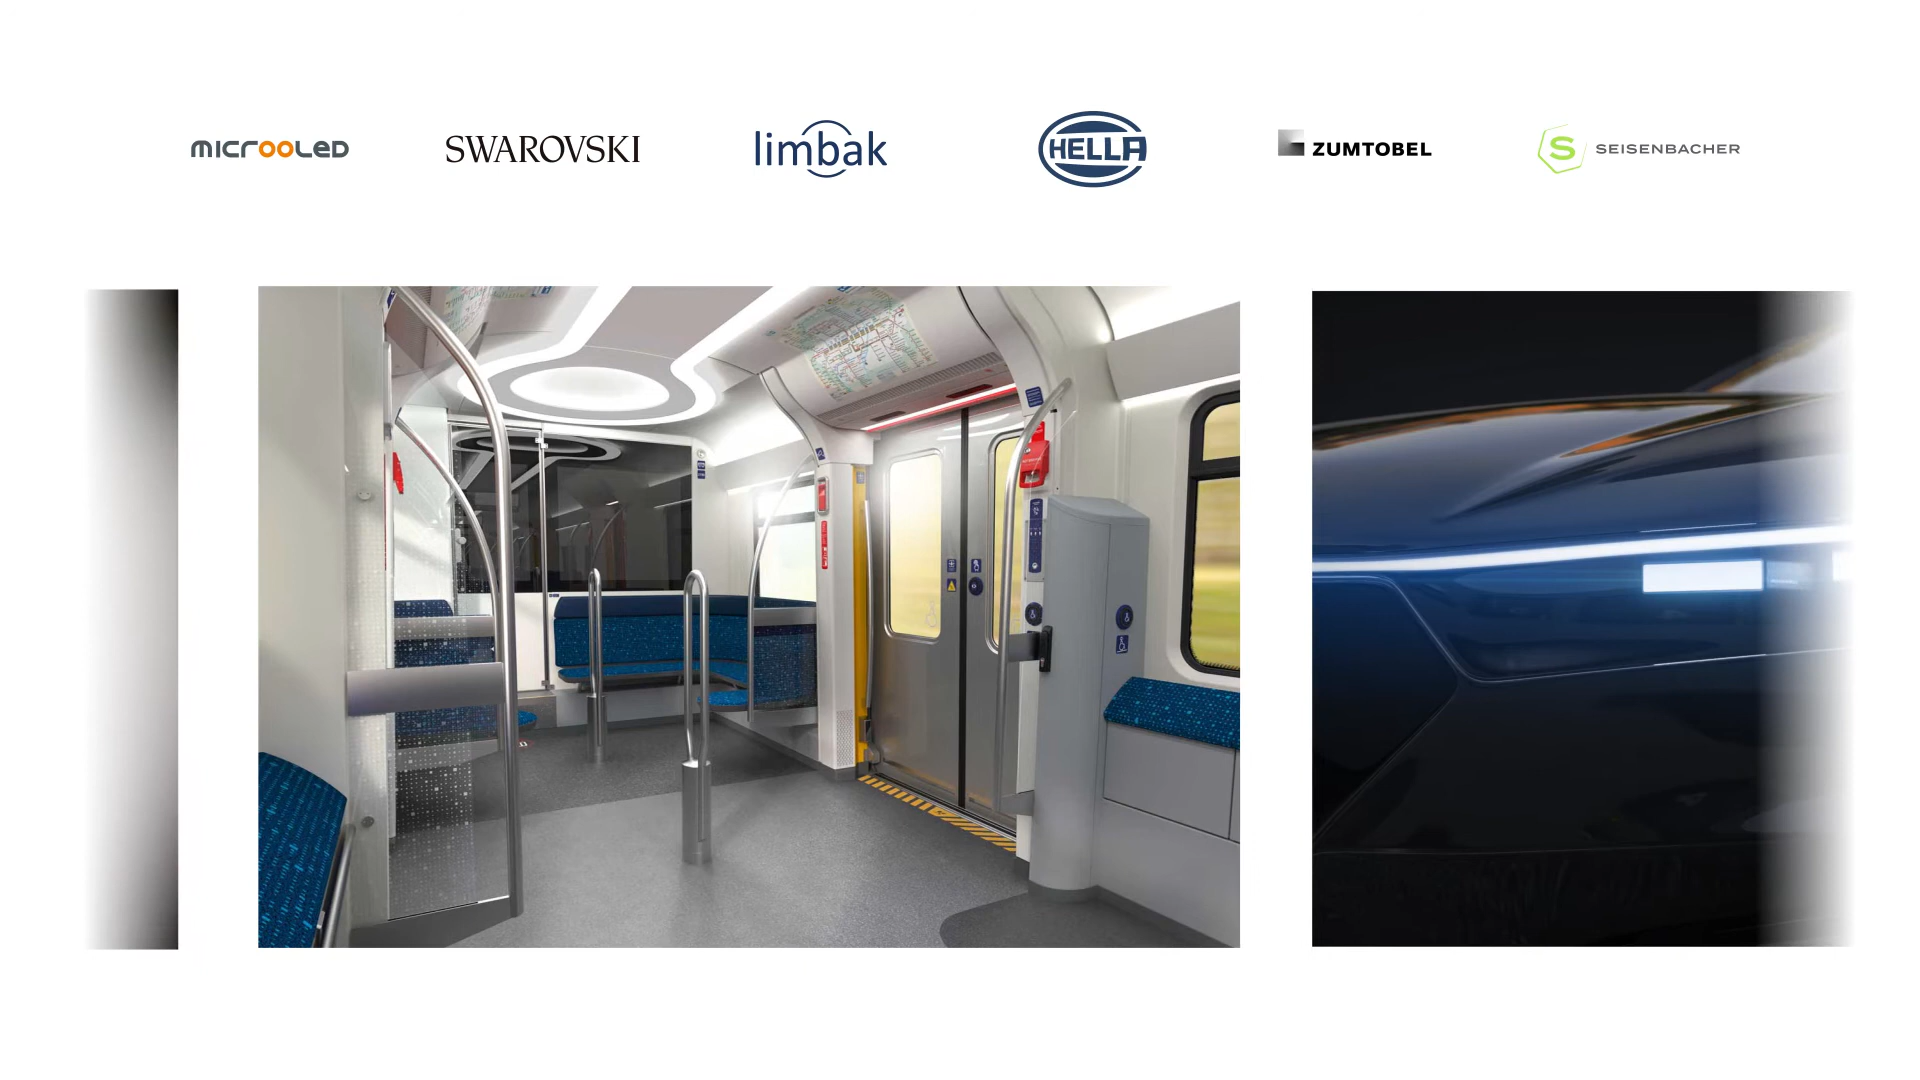 microoLED
SWAROVSKI
limbak
HELLA
ZUMTOBEL
S SEISENBACHER